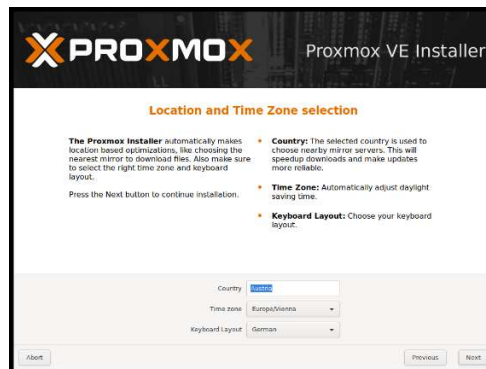 PROXMOX
Proxmox VE Installer
Location and Time Zone selection
The Proxmox Installer automatically makes
location based optimizations, like choosing the
nearest mirror to download files. Also make sure
to select the right time zone and keyboard
layout.
Press the Next button to continue installation.
• Country: The selected country is used to
choose nearby mirror servers. This will
speedup downloads and make updates
more reliable.
• Time Zone: Automatically adjust daylight
saving time.
• Keyboard Layout: Choose your keyboard
layout.
Country Austria
Time zone Europe/Vienna
Keyboard Layout German
Abort Previous Next